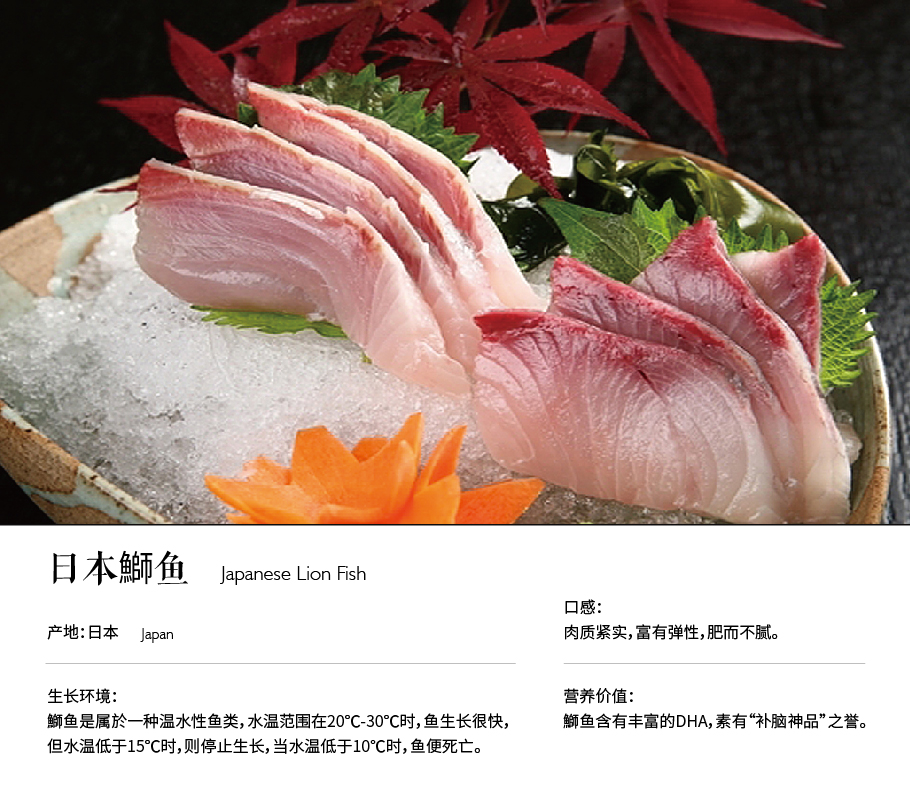 日本鰤鱼 Japanese Lion Fish
产地:日本 Japan
口感:
肉质紧实,富有弹性,肥而不腻。
生长环境:
鰤鱼是属於一种温水性鱼类,水温范围在20℃-30℃时,鱼生长很快,
但水温低于15℃时,则停止生长,当水温低于10℃时,鱼便死亡。
营养价值:
鰤鱼含有丰富的DHA,素有“补脑神品”之誉。